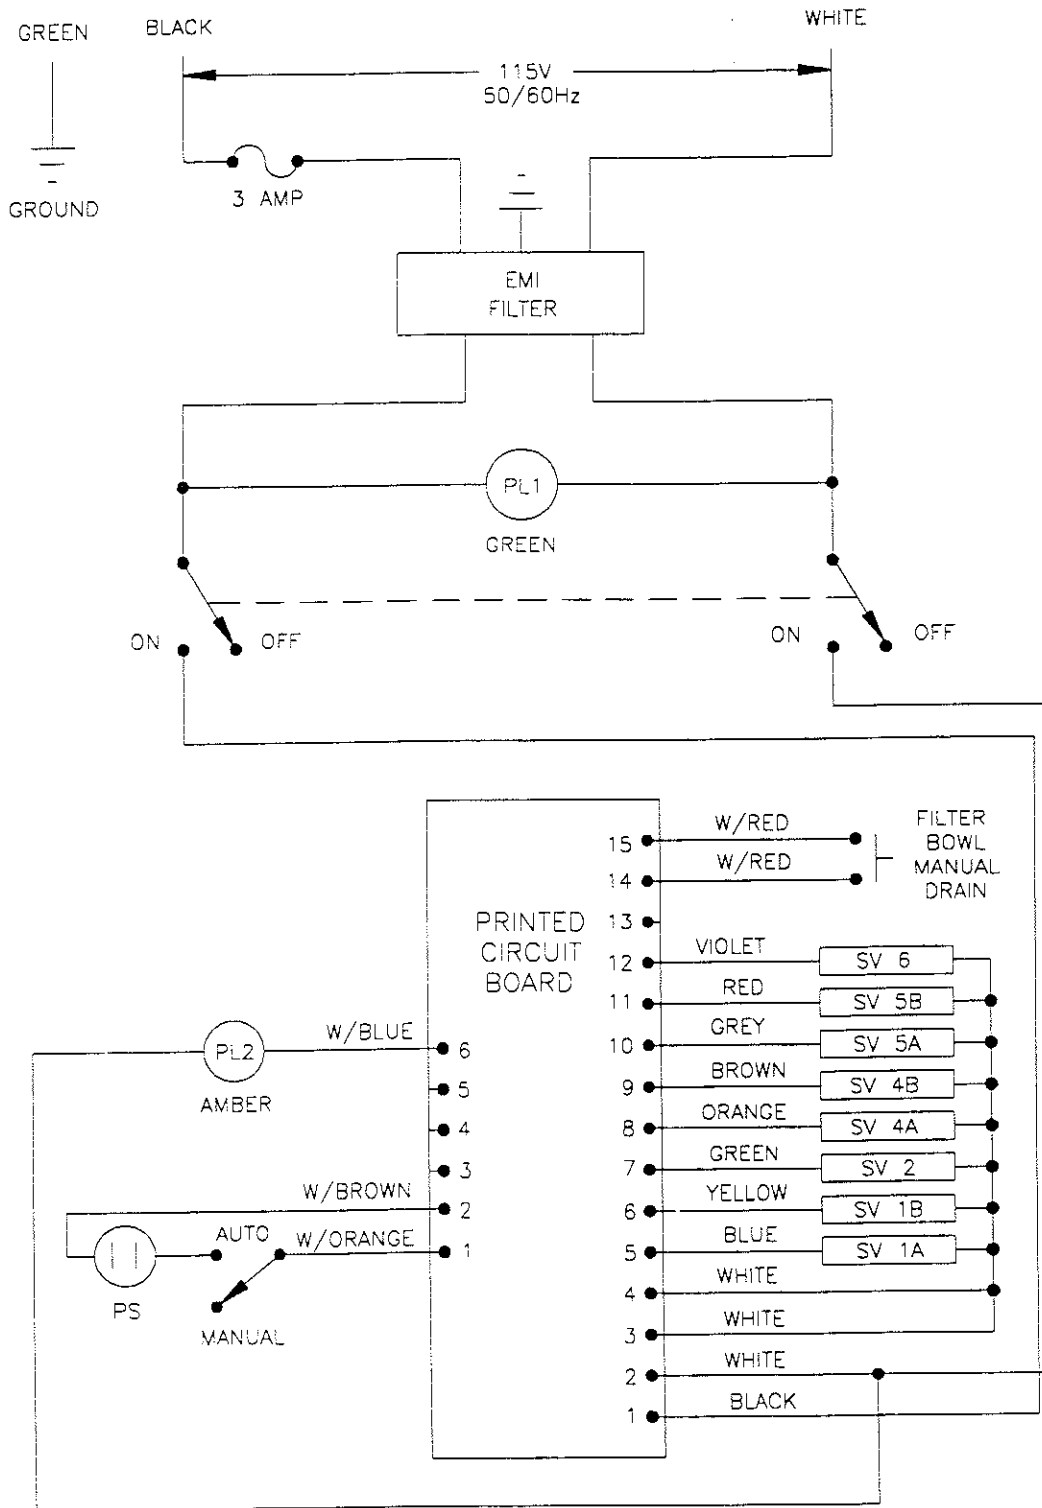 GREEN
BLACK
WHITE
115V
50/60Hz
3 AMP
GROUND
EMI
FILTER
PL1
GREEN
ON
OFF
ON
OFF
PRINTED
CIRCUIT
BOARD
15
W/RED
14
W/RED
FILTER
BOWL
MANUAL
DRAIN
13
12
VIOLET
SV 6
11
RED
SV 5B
10
GREY
SV 5A
9
BROWN
SV 4B
8
ORANGE
SV 4A
7
GREEN
SV 2
6
YELLOW
SV 1B
5
BLUE
SV 1A
4
WHITE
3
WHITE
2
WHITE
1
BLACK
PL2
AMBER
W/BLUE
6
5
4
3
W/BROWN
2
AUTO
W/ORANGE
1
PS
MANUAL